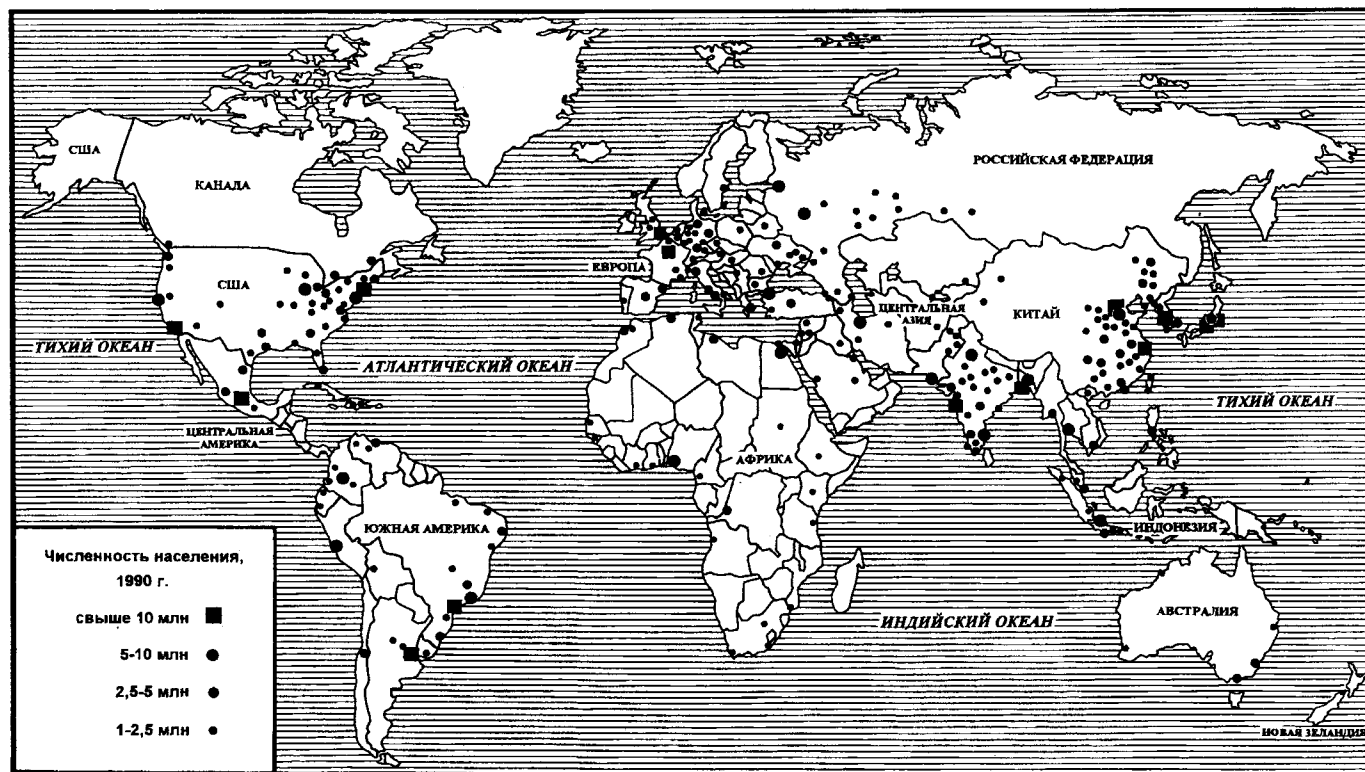 США
КАНАДА
РОССИЙСКАЯ ФЕДЕРАЦИЯ
США
ЕВРОПА
ЦЕНТРАЛЬНАЯ
АЗИЯ
КИТАЙ
ТИХИЙ ОКЕАН
АТЛАНТИЧЕСКИЙ ОКЕАН
ТИХИЙ ОКЕАН
ЦЕНТРАЛЬНАЯ
АМЕРИКА
АФРИКА
ЮЖНАЯ АМЕРИКА
ИНДОНЕЗИЯ
АВСТРАЛИЯ
ИНДИЙСКИЙ ОКЕАН
НОВАЯ ЗЕЛАНДИЯ
Численность населения,
1990 г.
свыше 10 млн
5-10 млн
2,5-5 млн
1-2,5 млн